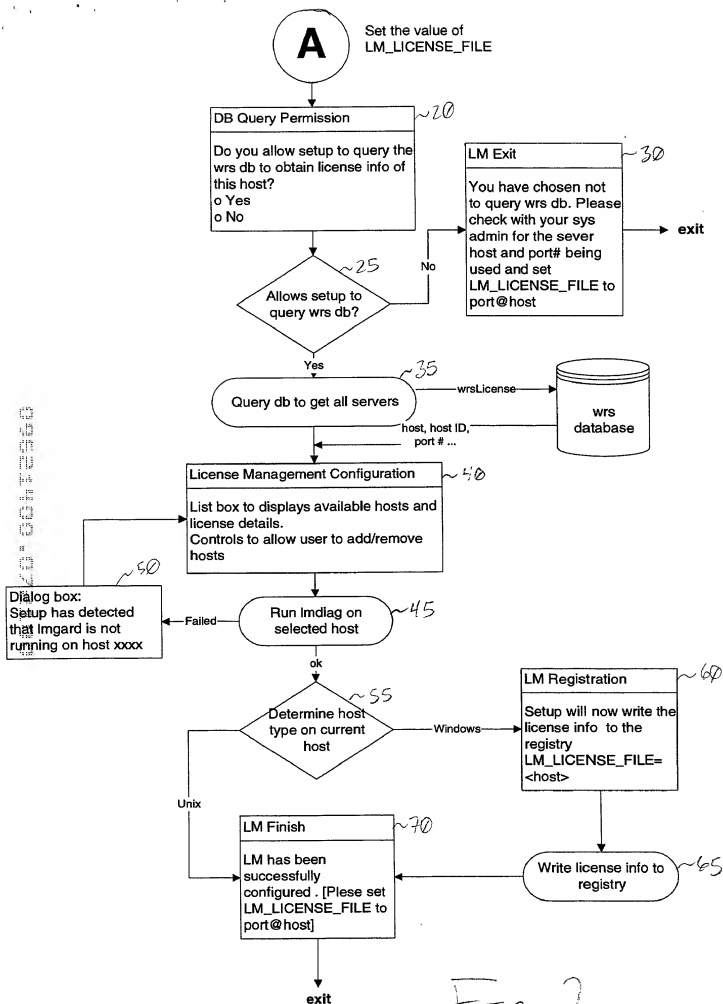 A
Set the value of
LM_LICENSE_FILE
DB Query Permission
~20
Do you allow setup to query the
wrs db to obtain license info of
this host?
o Yes
o No
LM Exit
~30
You have chosen not
to query wrs db. Please
check with your sys
admin for the sever
host and port# being
used and set
LM_LICENSE_FILE to
port@host
exit
~25
No
Allows setup to
query wrs db?
Yes
~35
Query db to get all servers
wrsLicense
wrs
database
host, host ID,
port # ...
License Management Configuration
~40
List box to displays available hosts and
license details.
Controls to allow user to add/remove
hosts
~50
Dialog box:
Setup has detected
that lmgard is not
running on host xxxx
Failed
Run lmdiag on
selected host
~45
ok
~55
Determine host
type on current
host
Windows
LM Registration
~60
Setup will now write the
license info to the
registry
LM_LICENSE_FILE=
<host>
Unix
LM Finish
~70
LM has been
successfully
configured . [Plese set
LM_LICENSE_FILE to
port@host]
Write license info to
registry
~65
exit